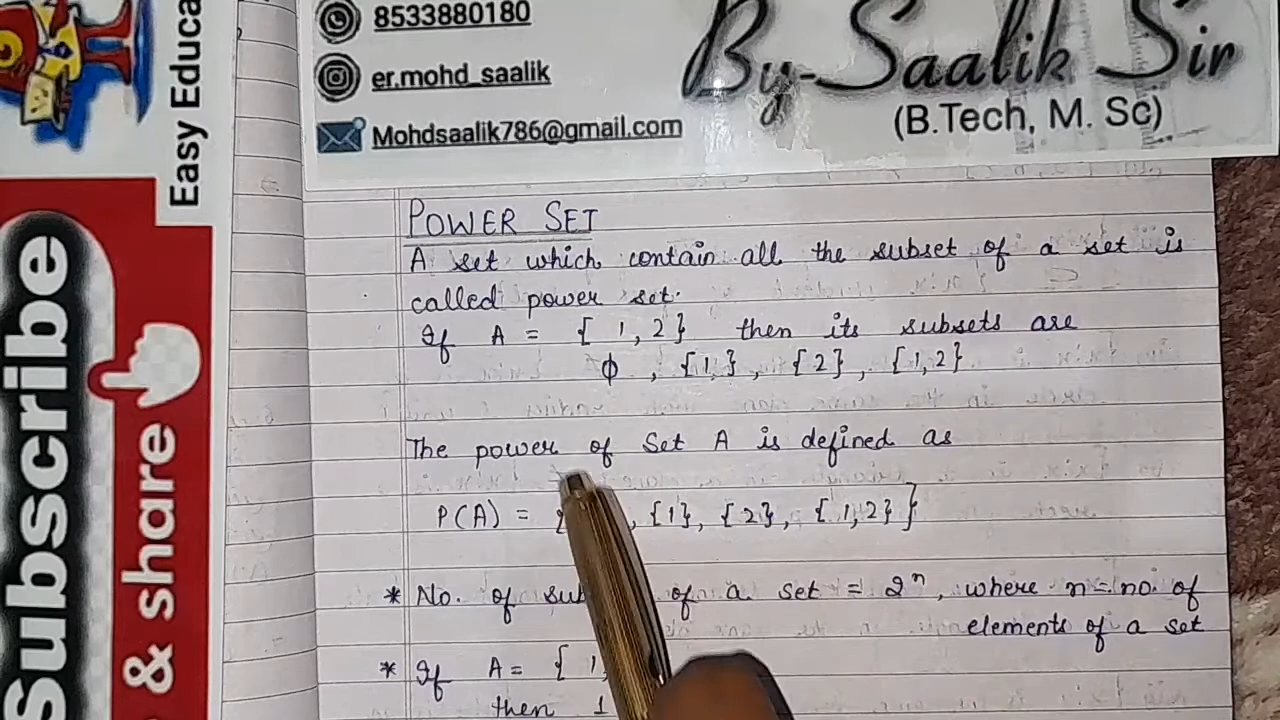 8533880180
er.mohd_saalik
Mohdsaalik786@gmail.com
By-Saalik Sir
(B.Tech, M. Sc)
Easy Educa
Subscribe
& share
POWER SET
A set which contain all the subset of a set is
called power set.
If A = { 1, 2 } then its subsets are
ϕ , {1} , {2} , {1,2}
The power of Set A is defined as
P(A) = { , {1}, {2}, {1,2} }
* No. of sub of a set = 2ⁿ, where n = no. of
elements of a set
* If A = { 1,
then 1